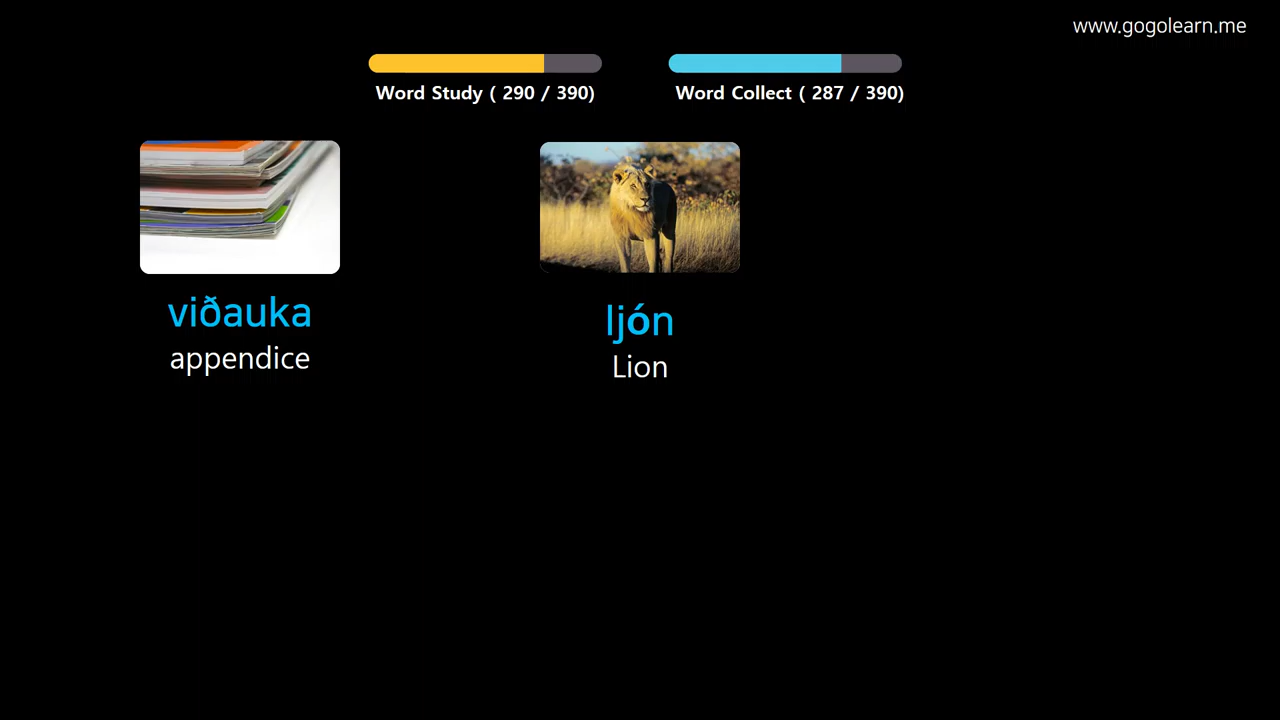 www.gogolearn.me
Word Study ( 290 / 390)
Word Collect ( 287 / 390)
viðauka
appendice
ljón
Lion